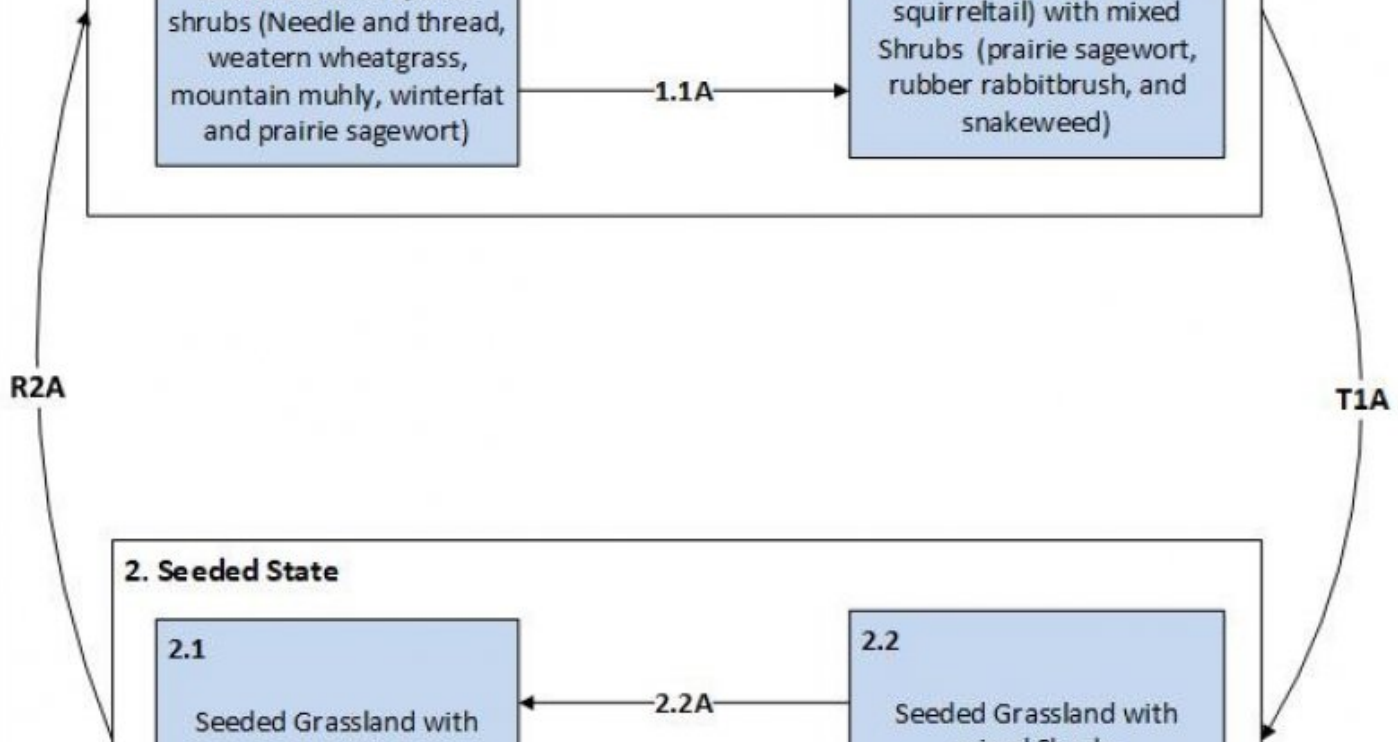 shrubs (Needle and thread,
weatern wheatgrass,
mountain muhly, winterfat
and prairie sagewort)
1.1A
squirreltail) with mixed
Shrubs (prairie sagewort,
rubber rabbitbrush, and
snakeweed)
R2A
T1A
2. Seeded State
2.1
Seeded Grassland with
2.2A
2.2
Seeded Grassland with